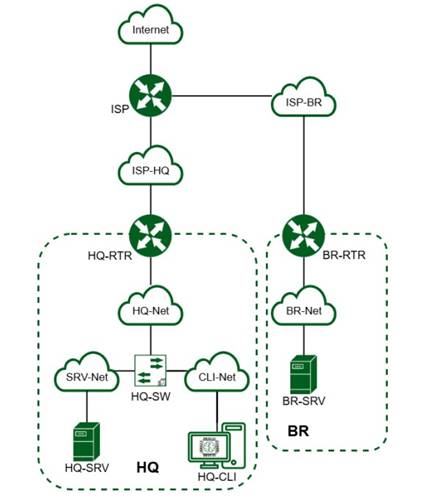 Internet
ISP
ISP-BR
ISP-HQ
HQ-RTR
BR-RTR
HQ-Net
BR-Net
SRV-Net
HQ-SW
CLI-Net
BR-SRV
HQ-SRV
HQ
HQ-CLI
BR